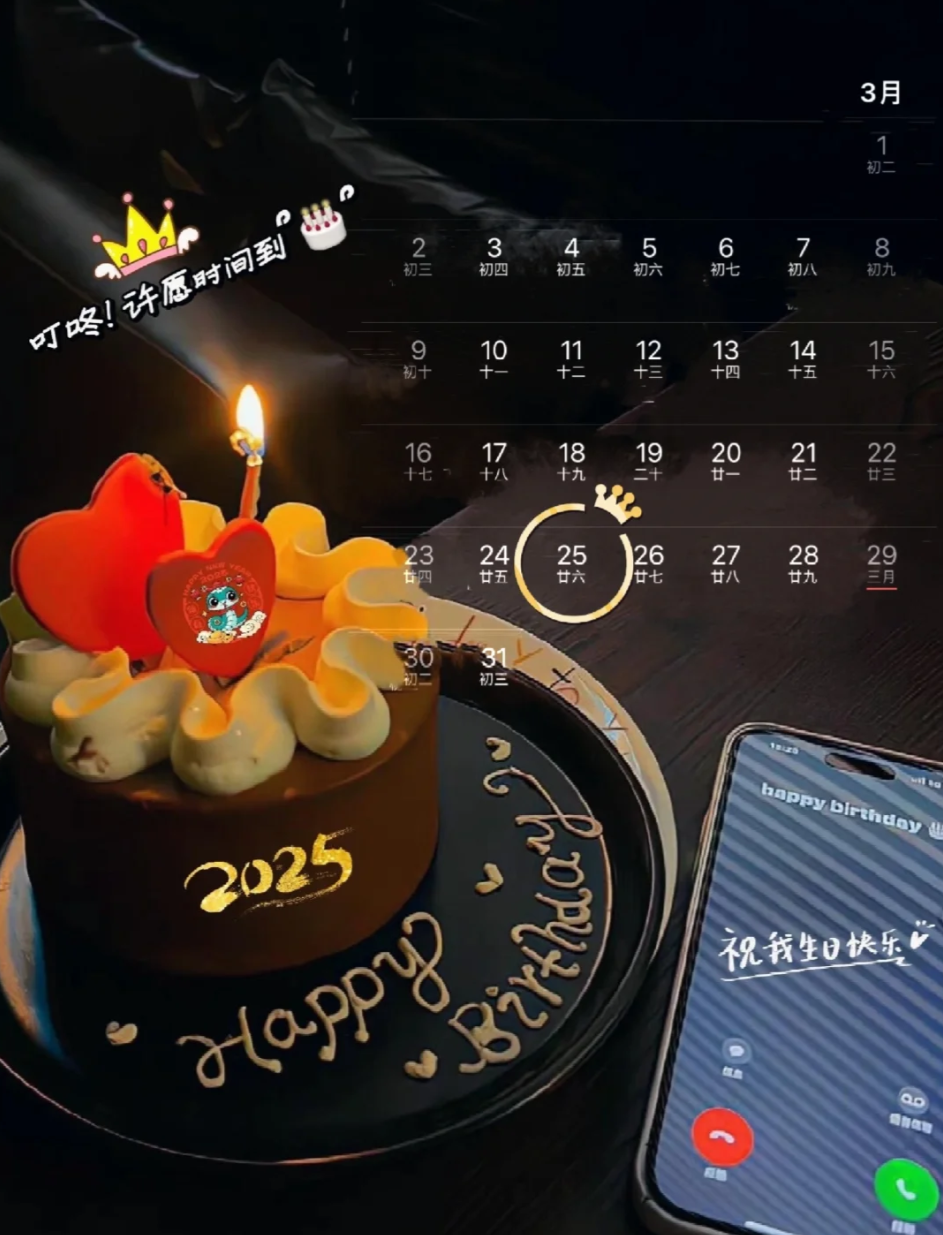 3月
1
初二
2 3 4 5 6 7 8
初三 初四 初五 初六 初七 初八 初九
9 10 11 12 13 14 15
初十 十一 十二 十三 十四 十五 十六
16 17 18 19 20 21 22
十七 十八 十九 二十 廿一 廿二 廿三
23 24 25 26 27 28 29
廿四 廿五 廿六 廿七 廿八 廿九 三月
30 31
初二 初三
叮咚!许愿时间到
HAPPY NEW YEAR
2025
2025
Happy
Birthday
happy birthday
祝我生日快乐